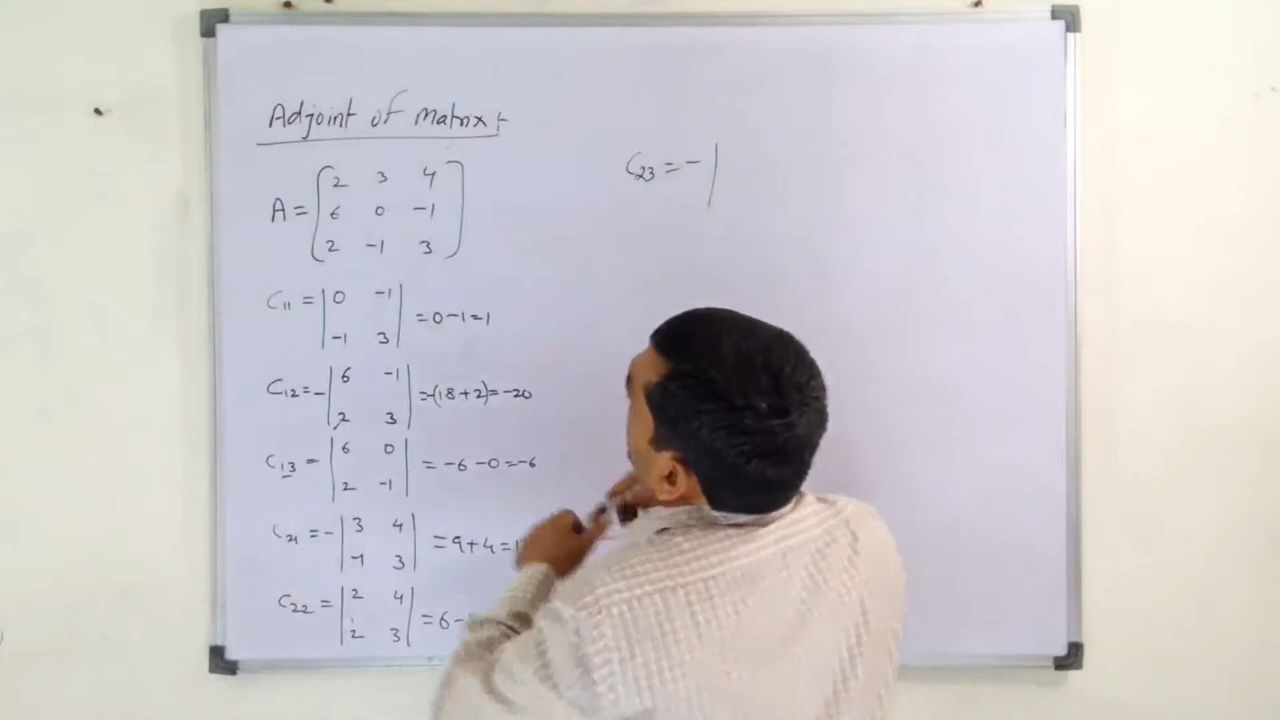 Adjoint of matrix :-
A = [ 2 3 4
6 0 -1
2 -1 3 ]
C11 = | 0 -1 | = 0-1=1
| -1 3 |
C12 = - | 6 -1 | = -(18+2)=-20
| 2 3 |
C13 = | 6 0 | = -6-0=-6
| 2 -1 |
C21 = - | 3 4 | = 9+4=
| -1 3 |
C22 = | 2 4 | = 6-
| 2 3 |
C23 = - |